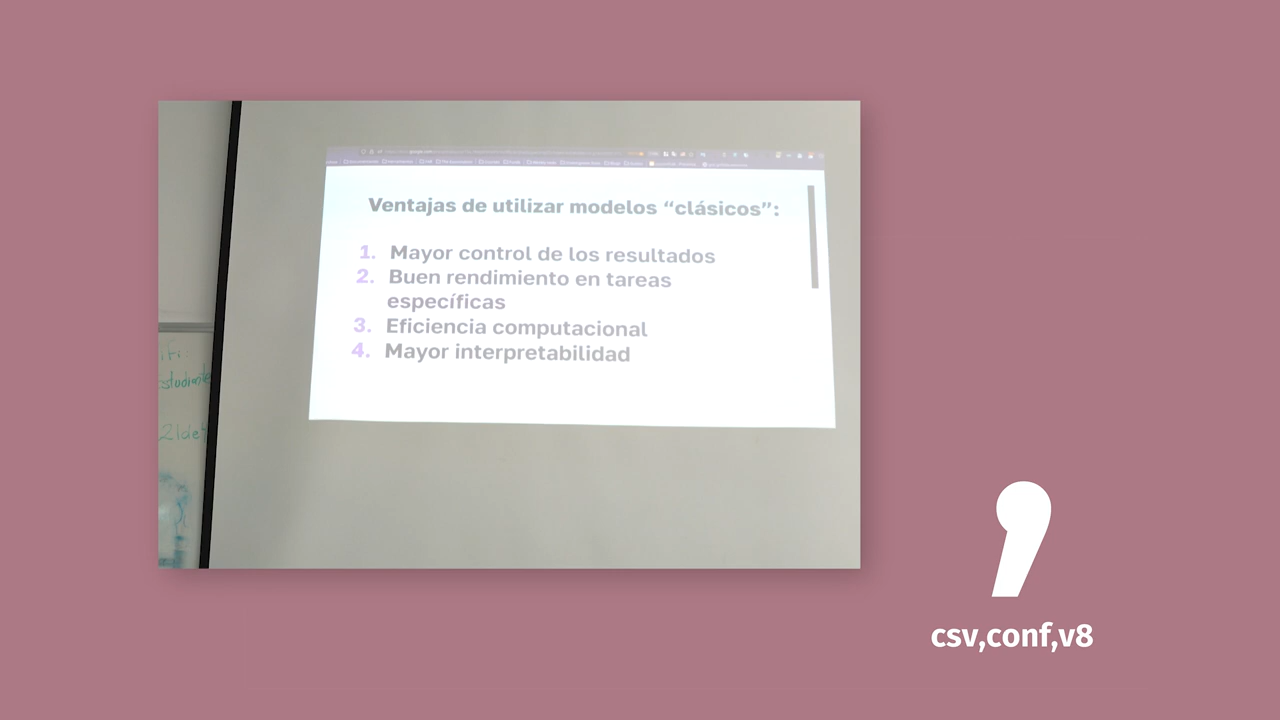 Ventajas de utilizar modelos “clásicos”:
1. Mayor control de los resultados
2. Buen rendimiento en tareas
específicas
3. Eficiencia computacional
4. Mayor interpretabilidad
,
csv,conf,v8